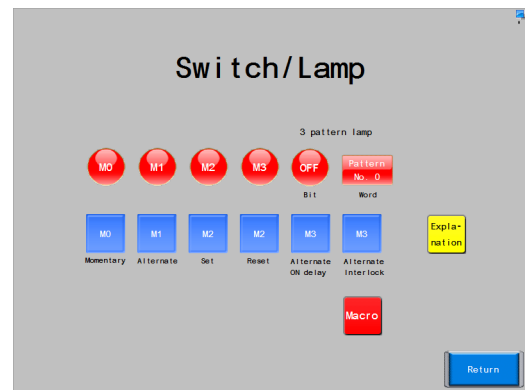 Switch/Lamp
3 pattern lamp
M0 M1 M2 M3 OFF Pattern
No. 0
Bit Word
M0 M1 M2 M2 M3 M3
Expla-
nation
Momentary Alternate Set Reset Alternate Alternate
ON delay Interlock
Macro
Return